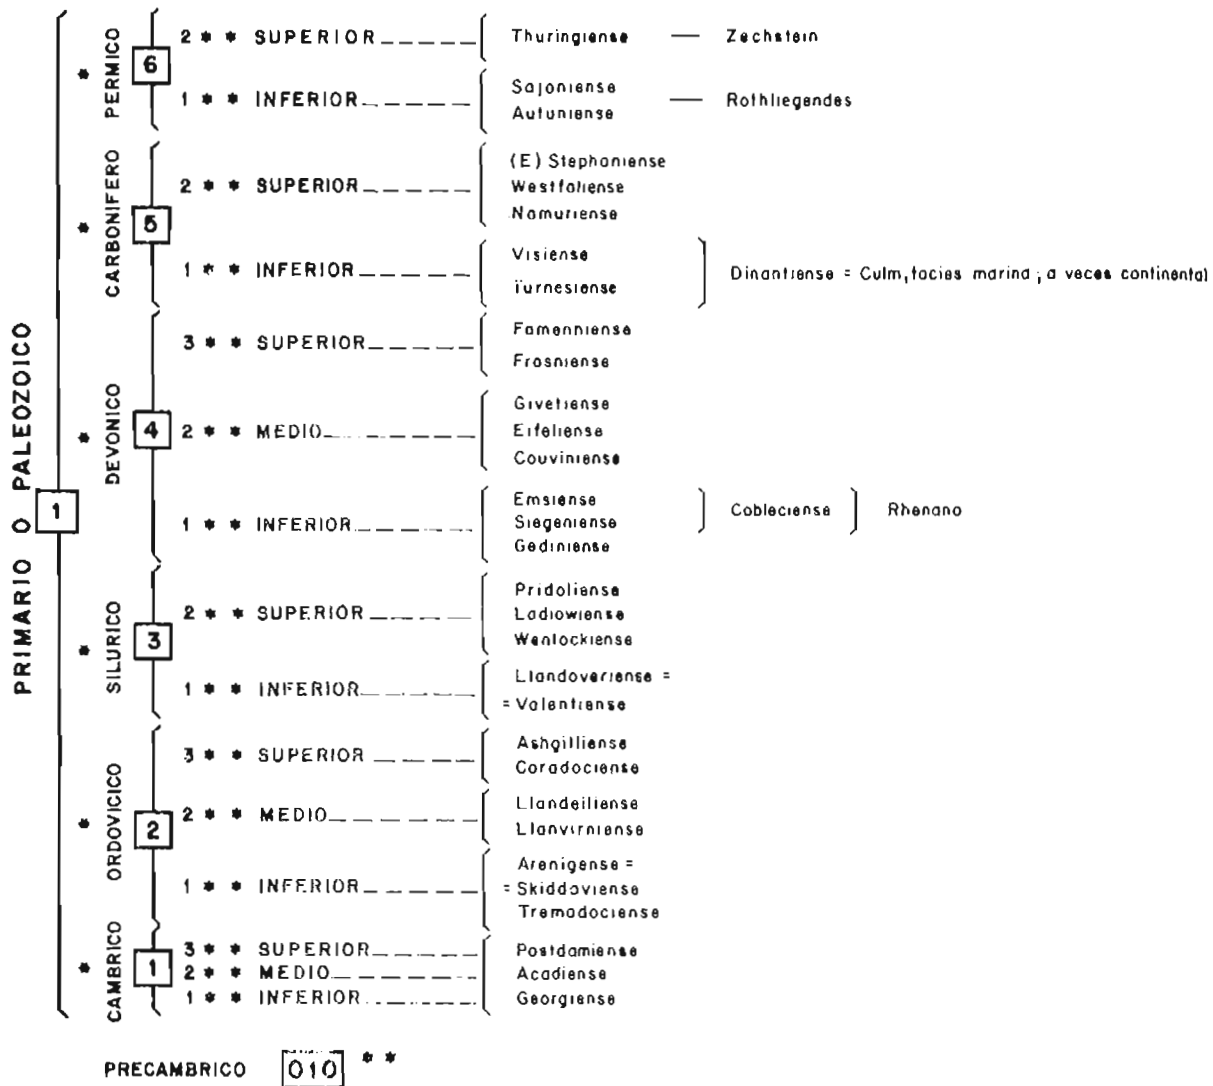 PRIMARIO O PALEOZOICO
1
* PERMICO
6
2 * * SUPERIOR Thuringiense — Zechstein
1 * * INFERIOR Sajoniense
Autuniense — Rothliegendes
* CARBONIFERO
5
2 * * SUPERIOR (E) Stephaniense
Westfaliense
Namuriense
1 * * INFERIOR Visiense
Turnesiense
Dinantiense = Culm, facies marina; a veces continental
* DEVONICO
4
3 * * SUPERIOR Famenniense
Frasniense
2 * * MEDIO Givetiense
Eifeliense
Couviniense
1 * * INFERIOR Emsiense
Siegeniense
Gediniense
Cobleciense Rhenano
* SILURICO
3
2 * * SUPERIOR Pridoliense
Ladlowiense
Wenlockiense
1 * * INFERIOR Llandoveriense =
= Valentiense
* ORDOVICICO
2
3 * * SUPERIOR Ashgilliense
Caradociense
2 * * MEDIO Llandeiliense
Llanvirniense
1 * * INFERIOR Arenigense =
= Skiddaviense
Tremadociense
* CAMBRICO
1
3 * * SUPERIOR Postdamiense
2 * * MEDIO Acadiense
1 * * INFERIOR Georgiense
PRECAMBRICO 010 * *